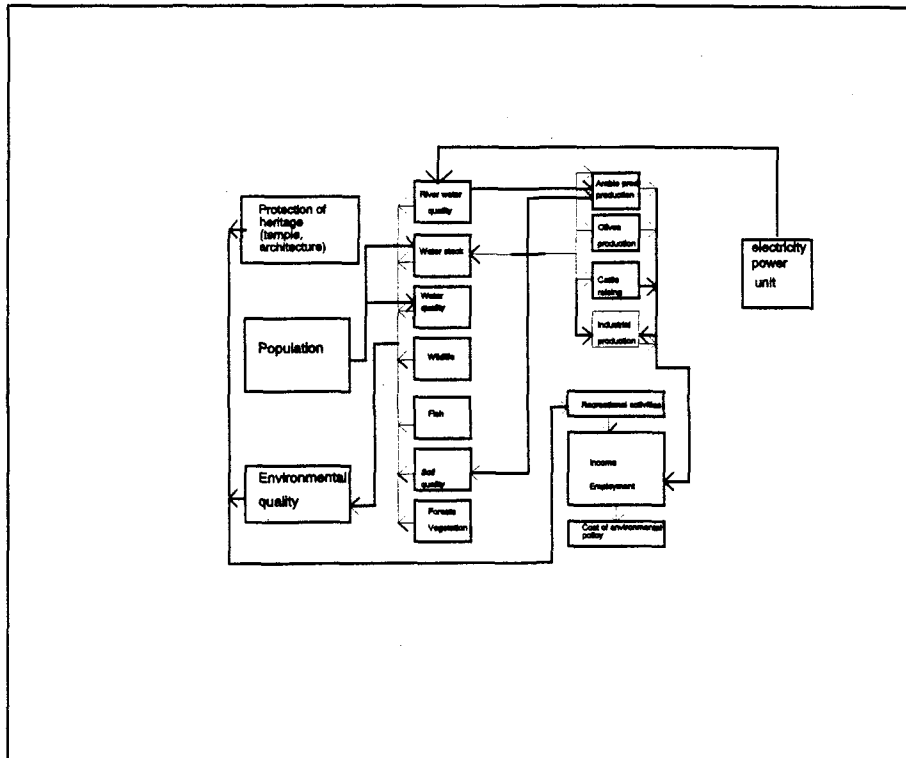 Protection of
heritage
(temple,
architecture)
Population
Environmental
quality
River water
quality
Water stock
Water
quality
Wildlife
Fish
Soil
quality
Forests
Vegetation
Arable
production
Olives
production
Cattle
raising
Industrial
production
Recreational activities
Income
Employment
Cost of environmental
policy
electricity
power
unit